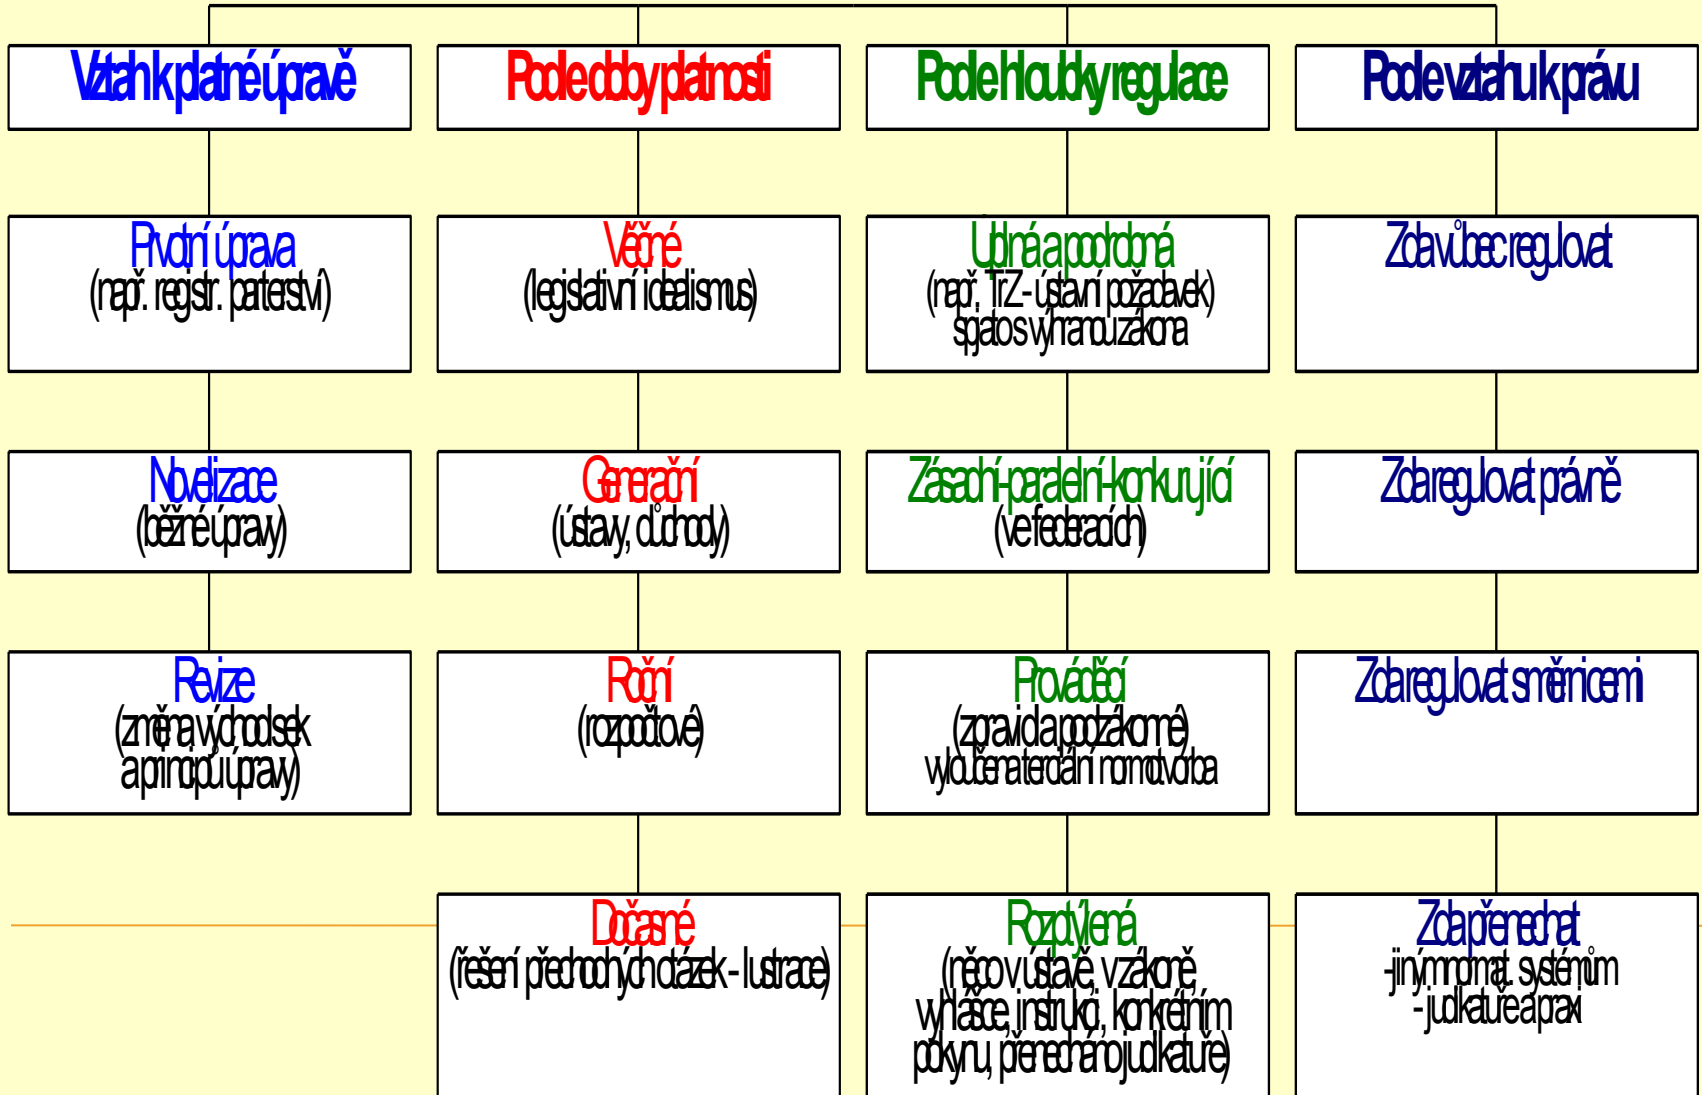 Vztah k platné úpravě
Prvotní úprava
(např. registr. paterství)
Novelizace
(běžné úpravy)
Revize
(změna východisek
a principů úpravy)
Podle doby platnosti
Věčné
(legislativní idealismus)
Generační
(ústavy, důchody)
Roční
(rozpočtové)
Dočasné
(řešení přechodných otázek - lustrace)
Podle hloubky regulace
Úplná a podrobná
(např. TrZ - ústavní požadavek)
spjato s výhranou zákona
Zásadní-paralelní-konkurující
(ve federacích)
Prováděcí
(zpravidla podzákonné)
vyloučena terciální normotvorba
Rozptýlená
(něco v ústavě, v zákoně,
vyhlášce, instrukci, konkrétním
pokynu, přenecháno judikatuře)
Podle vztahu k právu
Zda vůbec regulovat
Zda regulovat právně
Zda regulovat směrnicemi
Zda přenechat
-jiným normat. systémům
- judikatuře a praxi